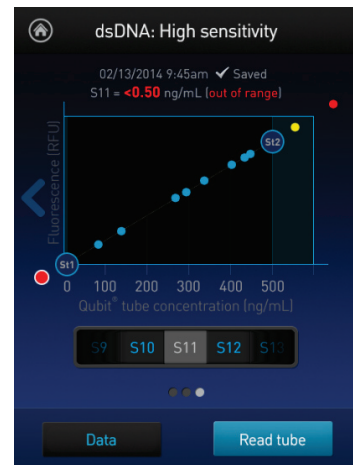 dsDNA: High sensitivity
02/13/2014 9:45am ✓ Saved
S11 = <0.50 ng/mL (out of range)
Fluorescence [RFU]
St2
St1
0 100 200 300 400 500
Qubit® tube concentration (ng/mL)
S9 S10 S11 S12 S13
Data Read tube